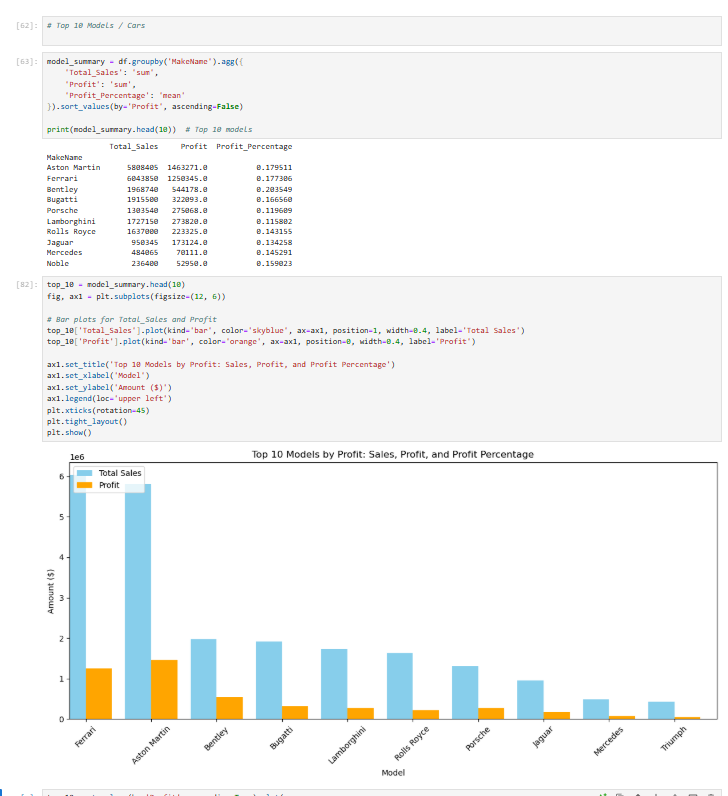 [62]: # Top 10 Models / Cars
[63]: model_summary = df.groupby('MakeName').agg({
'Total_Sales': 'sum',
'Profit': 'sum',
'Profit_Percentage': 'mean'
}).sort_values(by='Profit', ascending=False)
print(model_summary.head(10))  # Top 10 models
Total_Sales Profit Profit_Percentage
MakeName
Aston Martin 5808405 1463271.0 0.179511
Ferrari 6043850 1250345.0 0.177306
Bentley 1968740 544178.0 0.203549
Bugatti 1915500 322093.0 0.166560
Porsche 1303540 275068.0 0.119609
Lamborghini 1727150 273820.0 0.115802
Rolls Royce 1637000 223325.0 0.143155
Jaguar 950345 173124.0 0.134258
Mercedes 484065 70111.0 0.145291
Noble 236400 52950.0 0.159023
[82]: top_10 = model_summary.head(10)
fig, ax1 = plt.subplots(figsize=(12, 6))
# Bar plots for Total_Sales and Profit
top_10['Total_Sales'].plot(kind='bar', color='skyblue', ax=ax1, position=1, width=0.4, label='Total Sales')
top_10['Profit'].plot(kind='bar', color='orange', ax=ax1, position=0, width=0.4, label='Profit')
ax1.set_title('Top 10 Models by Profit: Sales, Profit, and Profit Percentage')
ax1.set_xlabel('Model')
ax1.set_ylabel('Amount ($)')
ax1.legend(loc='upper left')
plt.xticks(rotation=45)
plt.tight_layout()
plt.show()
Top 10 Models by Profit: Sales, Profit, and Profit Percentage
1e6
Total Sales
Profit
6
5
4
3
2
1
0
Amount ($)
Ferrari
Aston Martin
Bentley
Bugatti
Lamborghini
Rolls Royce
Porsche
Jaguar
Mercedes
Triumph
Model